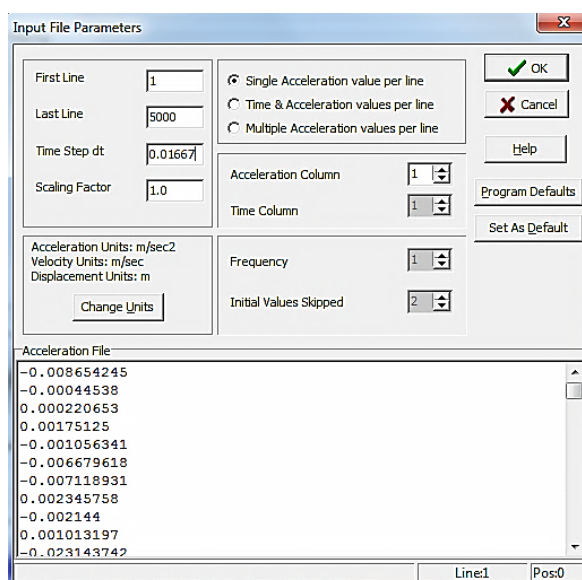 Input File Parameters
First Line 1
Last Line 5000
Time Step dt 0.01667
Scaling Factor 1.0
Single Acceleration value per line
Time & Acceleration values per line
Multiple Acceleration values per line
OK
Cancel
Help
Program Defaults
Set As Default
Acceleration Column 1
Time Column 1
Acceleration Units: m/sec2
Velocity Units: m/sec
Displacement Units: m
Change Units
Frequency 1
Initial Values Skipped 2
Acceleration File
-0.008654245
-0.00044538
0.000220653
0.00175125
-0.001056341
-0.006679618
-0.007118931
0.002345758
-0.002144
0.001013197
-0.023143742
Line:1 Pos:0